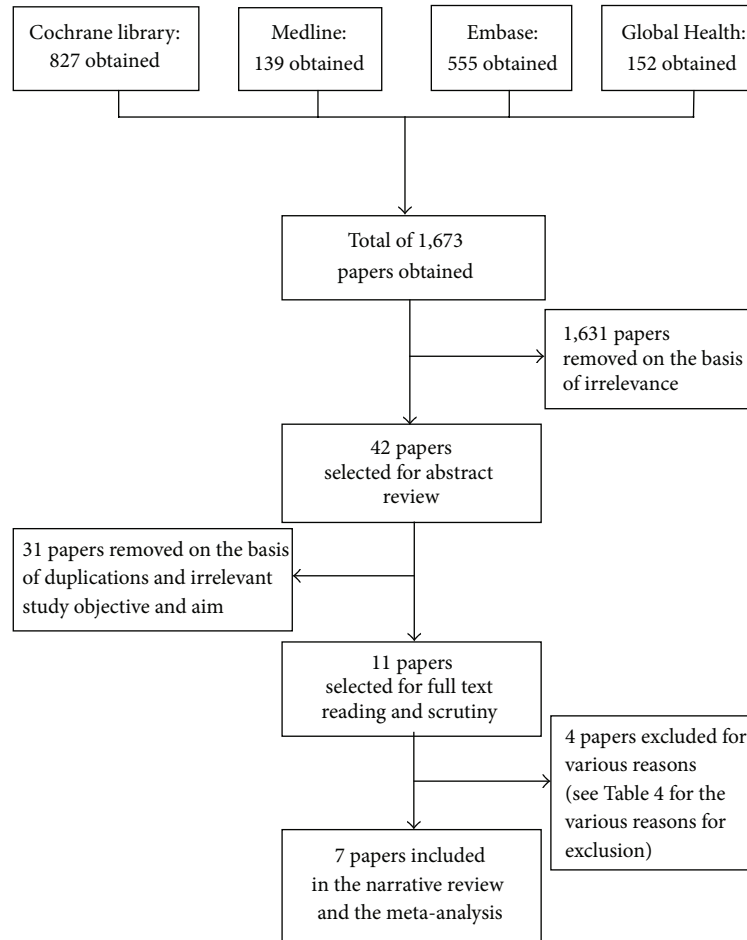 Cochrane library:
827 obtained
Medline:
139 obtained
Embase:
555 obtained
Global Health:
152 obtained
Total of 1,673
papers obtained
1,631 papers
removed on the basis
of irrelevance
42 papers
selected for abstract
review
31 papers removed on the basis
of duplications and irrelevant
study objective and aim
11 papers
selected for full text
reading and scrutiny
4 papers excluded for
various reasons
(see Table 4 for the
various reasons for
exclusion)
7 papers included
in the narrative review
and the meta-analysis